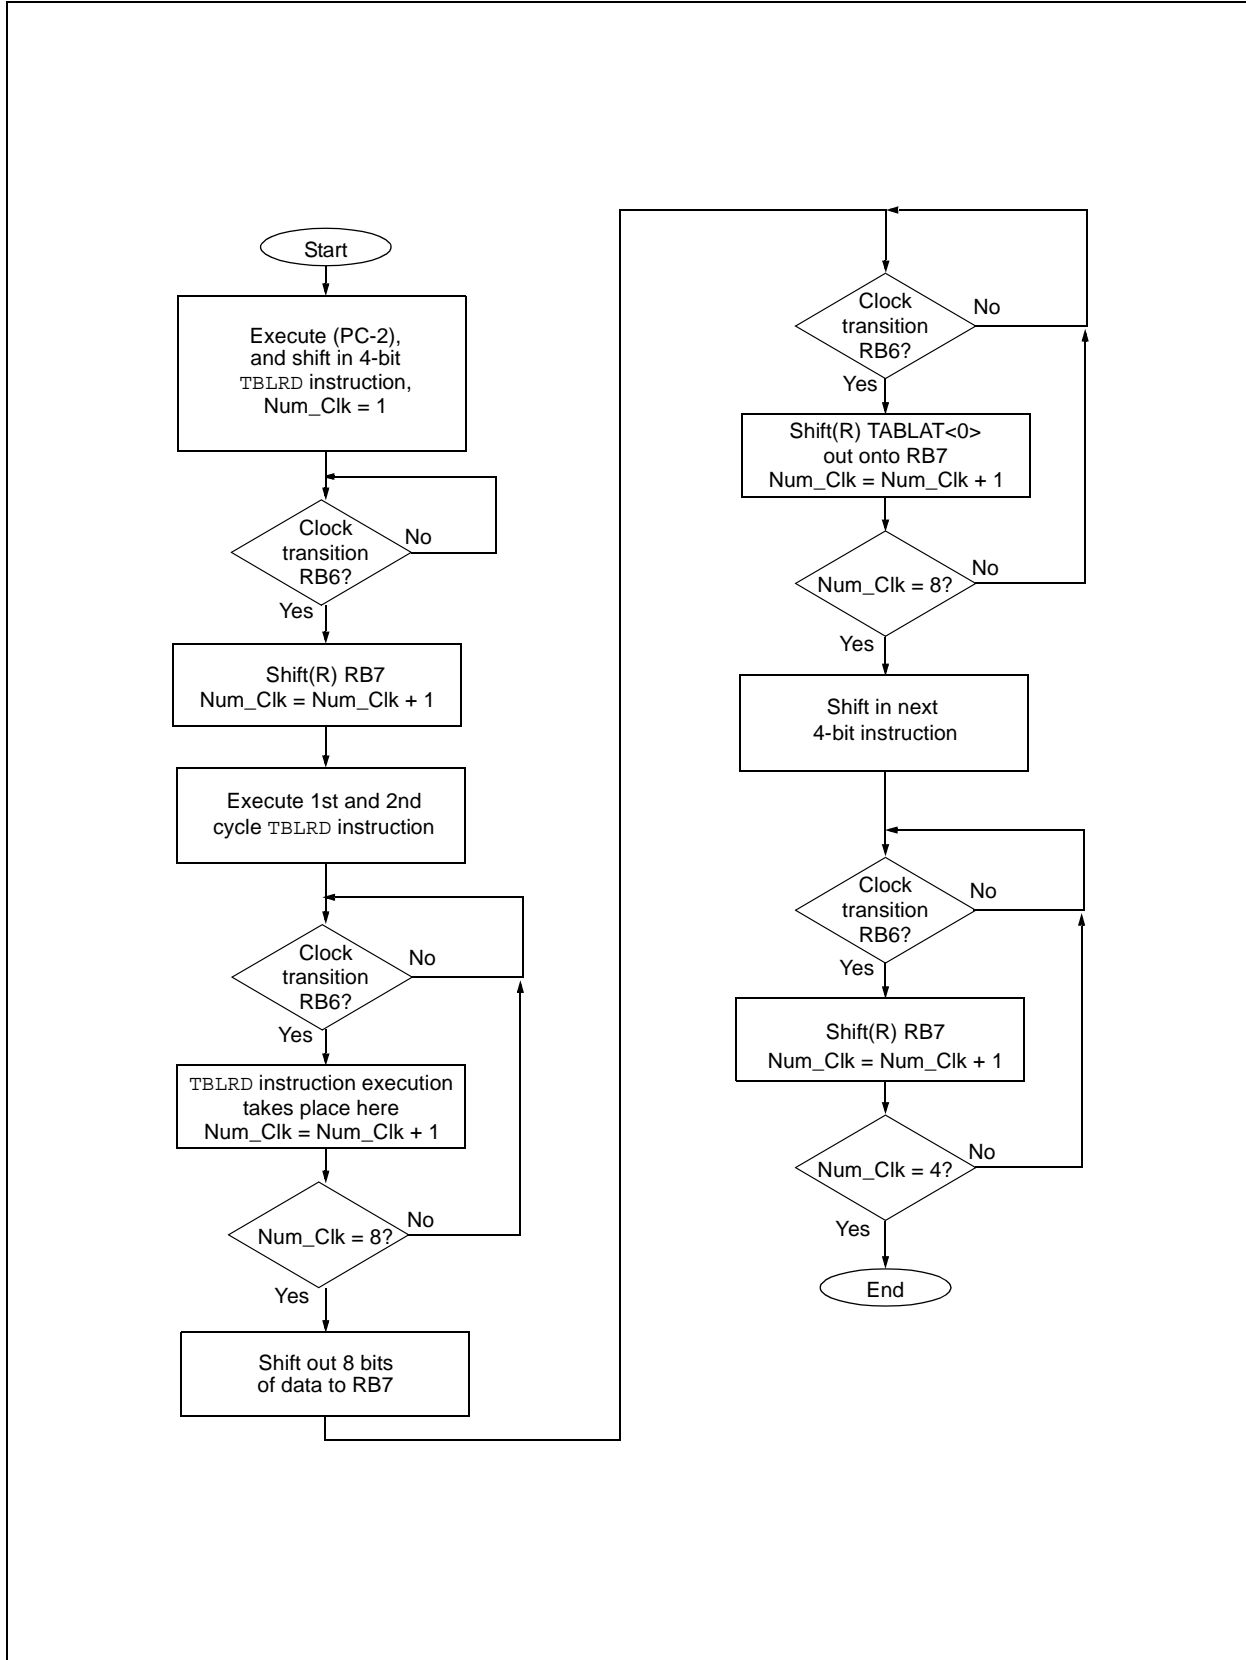 Start
Execute (PC-2),
and shift in 4-bit
TBLRD instruction,
Num_Clk = 1
Clock
transition
RB6?
No
Yes
Shift(R) RB7
Num_Clk = Num_Clk + 1
Execute 1st and 2nd
cycle TBLRD instruction
Clock
transition
RB6?
No
Yes
TBLRD instruction execution
takes place here
Num_Clk = Num_Clk + 1
Num_Clk = 8?
No
Yes
Shift out 8 bits
of data to RB7
Clock
transition
RB6?
No
Yes
Shift(R) TABLAT<0>
out onto RB7
Num_Clk = Num_Clk + 1
Num_Clk = 8?
No
Yes
Shift in next
4-bit instruction
Clock
transition
RB6?
No
Yes
Shift(R) RB7
Num_Clk = Num_Clk + 1
Num_Clk = 4?
No
Yes
End